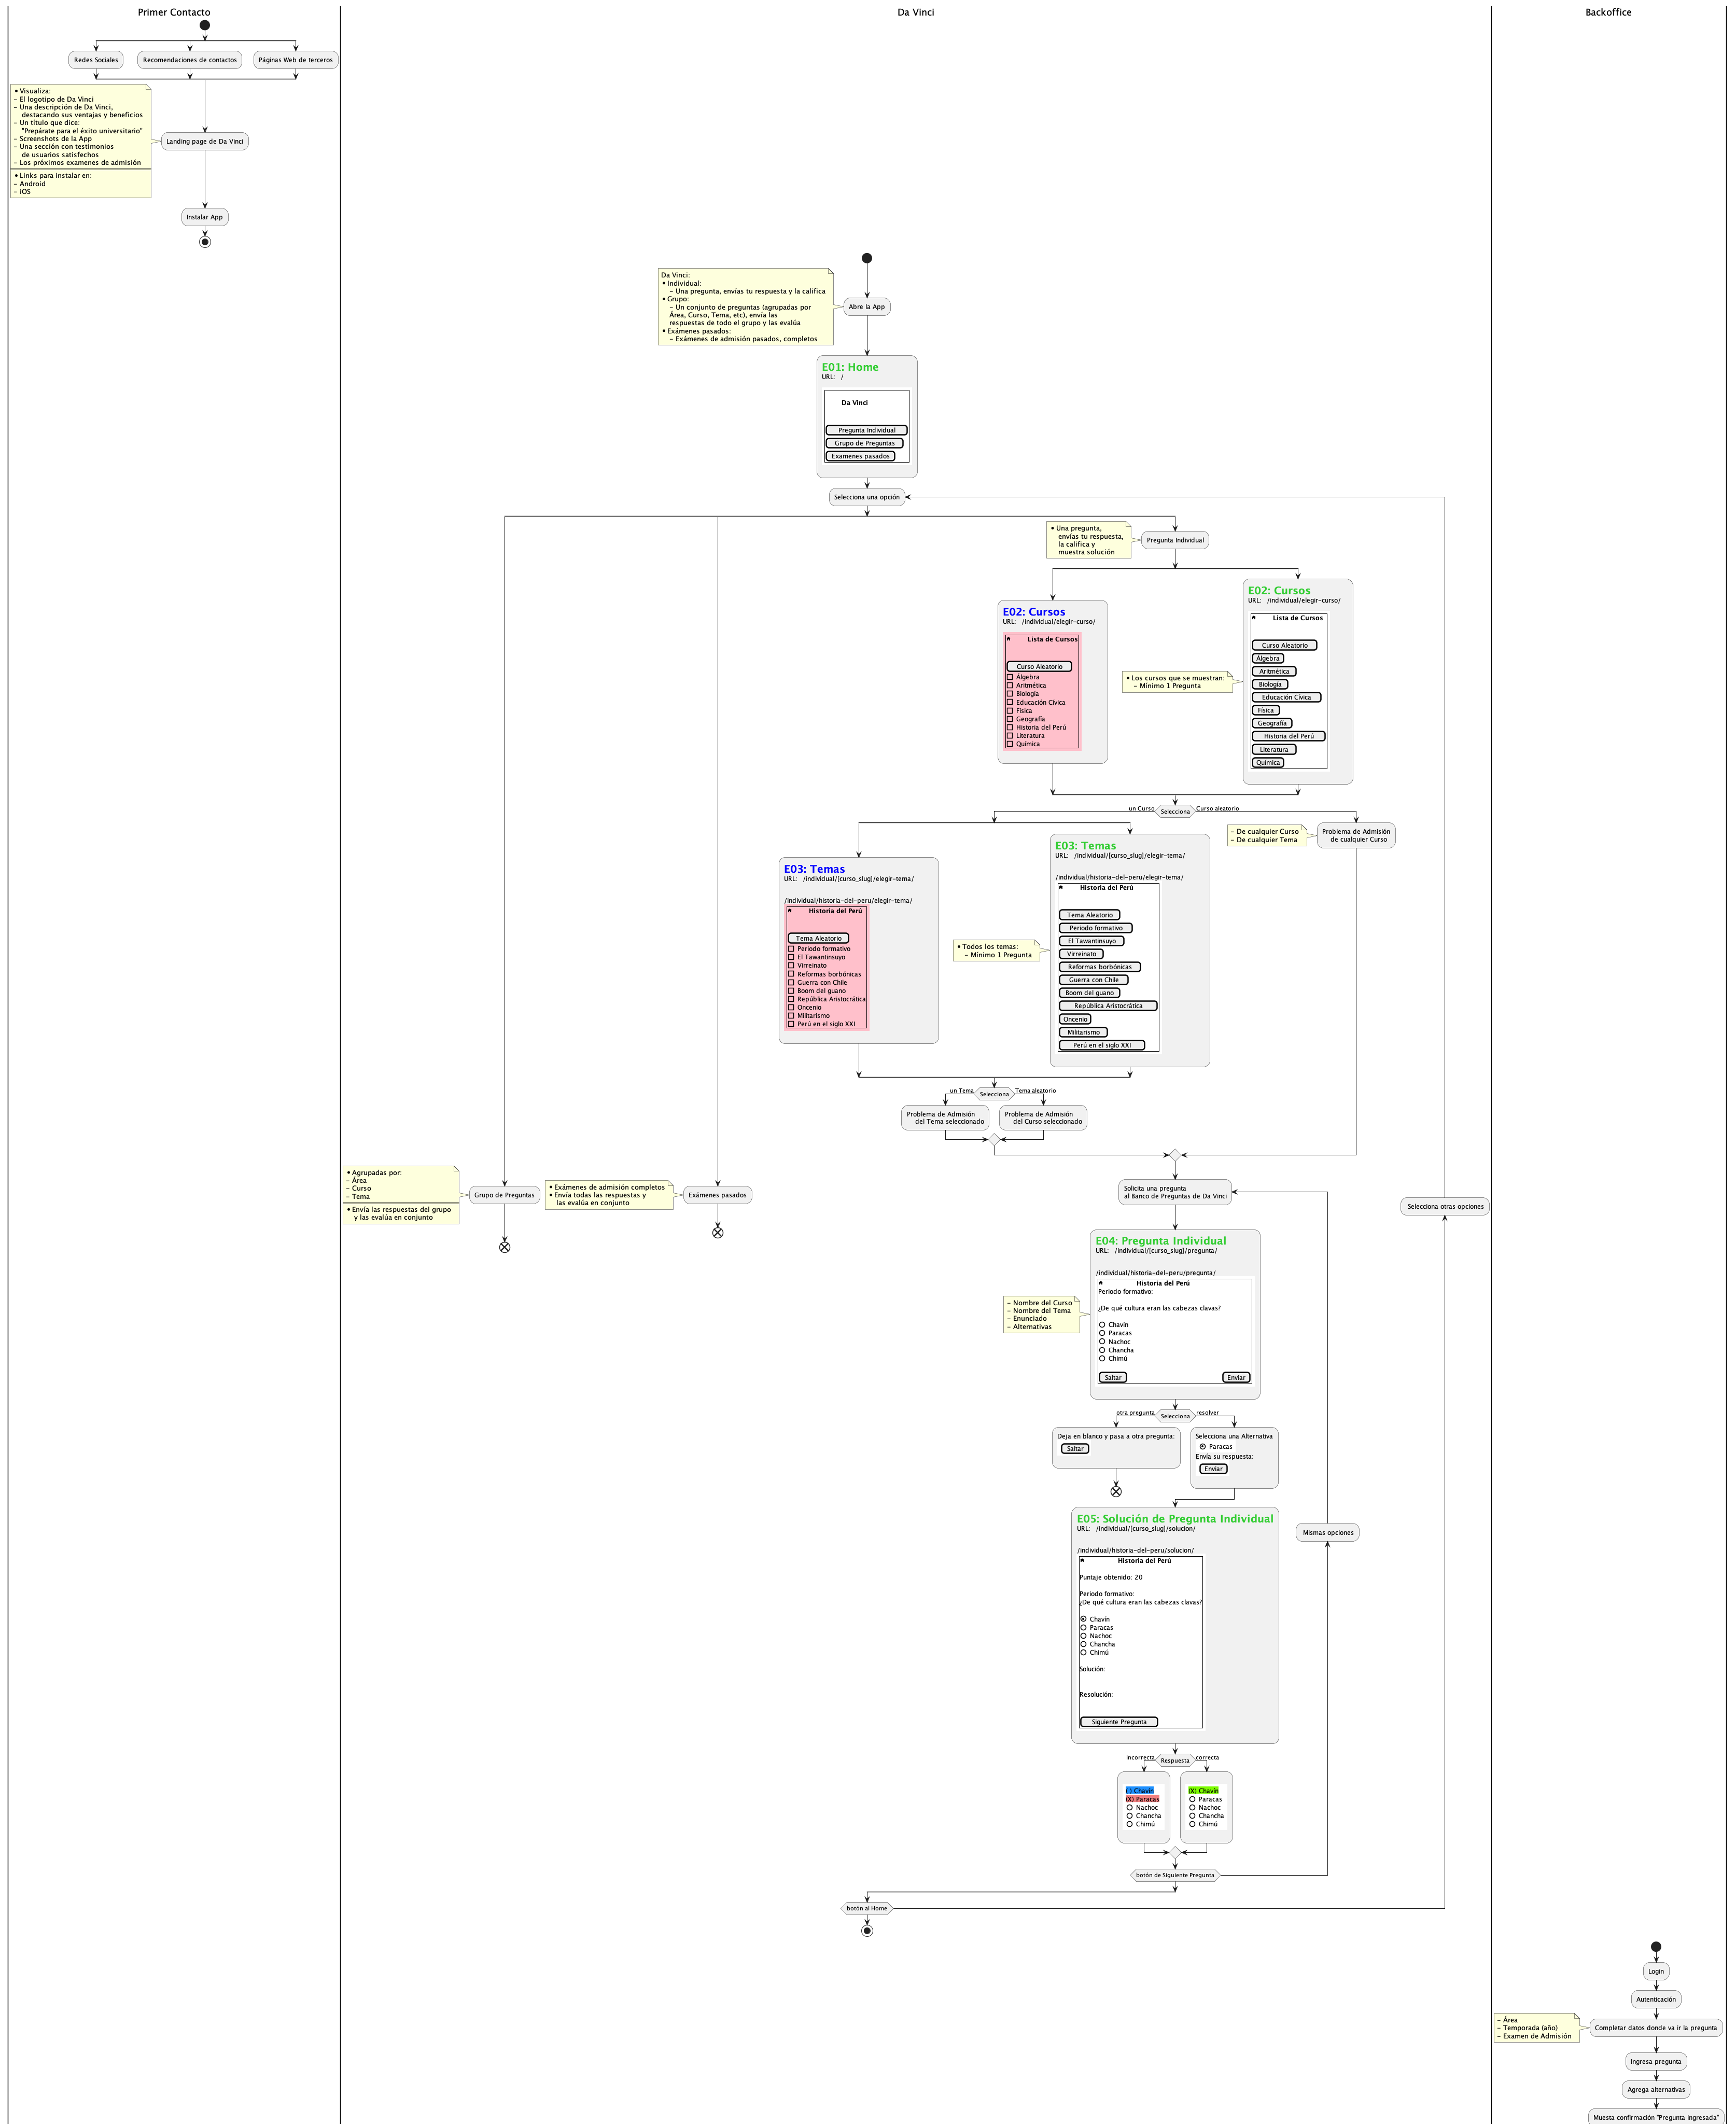 Primer Contacto
Da Vinci
Backoffice
Redes Sociales
Recomendaciones de contactos
Páginas Web de terceros
• Visualiza:
- El logotipo de Da Vinci
- Una descripción de Da Vinci,
destacando sus ventajas y beneficios
- Un título que dice:
"Prepárate para el éxito universitario"
- Screenshots de la App
- Una sección con testimonios
de usuarios satisfechos
- Los próximos examenes de admisión
• Links para instalar en:
- Android
- iOS
Landing page de Da Vinci
Instalar App
Da Vinci:
• Individual:
- Una pregunta, envías tu respuesta y la califica
• Grupo:
- Un conjunto de preguntas (agrupadas por
Área, Curso, Tema, etc), envía las
respuestas de todo el grupo y las evalúa
• Exámenes pasados:
- Exámenes de admisión pasados, completos
Abre la App
E01: Home
URL: /
Da Vinci
Pregunta Individual
Grupo de Preguntas
Examenes pasados
Selecciona una opción
• Una pregunta,
envías tu respuesta,
la califica y
muestra solución
Pregunta Individual
E02: Cursos
URL: /individual/elegir-curso/
Lista de Cursos
Curso Aleatorio
Álgebra
Aritmética
Biología
Educación Cívica
Física
Geografía
Historia del Perú
Literatura
Química
• Los cursos que se muestran:
- Mínimo 1 Pregunta
E02: Cursos
URL: /individual/elegir-curso/
Lista de Cursos
Curso Aleatorio
Álgebra
Aritmética
Biología
Educación Cívica
Física
Geografía
Historia del Perú
Literatura
Química
un Curso
Selecciona
Curso aleatorio
E03: Temas
URL: /individual/[curso_slug]/elegir-tema/
/individual/historia-del-peru/elegir-tema/
Historia del Perú
Tema Aleatorio
Periodo formativo
El Tawantinsuyo
Virreinato
Reformas borbónicas
Guerra con Chile
Boom del guano
República Aristocrática
Oncenio
Militarismo
Perú en el siglo XXI
• Todos los temas:
- Mínimo 1 Pregunta
E03: Temas
URL: /individual/[curso_slug]/elegir-tema/
/individual/historia-del-peru/elegir-tema/
Historia del Perú
Tema Aleatorio
Periodo formativo
El Tawantinsuyo
Virreinato
Reformas borbónicas
Guerra con Chile
Boom del guano
República Aristocrática
Oncenio
Militarismo
Perú en el siglo XXI
- De cualquier Curso
- De cualquier Tema
Problema de Admisión
de cualquier Curso
un Tema
Selecciona
Tema aleatorio
Problema de Admisión
del Tema seleccionado
Problema de Admisión
del Curso seleccionado
• Agrupadas por:
- Área
- Curso
- Tema
• Envía las respuestas del grupo
y las evalúa en conjunto
Grupo de Preguntas
• Exámenes de admisión completos
• Envía todas las respuestas y
las evalúa en conjunto
Exámenes pasados
Solicita una pregunta
al Banco de Preguntas de Da Vinci
Selecciona otras opciones
- Nombre del Curso
- Nombre del Tema
- Enunciado
- Alternativas
E04: Pregunta Individual
URL: /individual/[curso_slug]/pregunta/
/individual/historia-del-peru/pregunta/
Historia del Perú
Periodo formativo:
¿De qué cultura eran las cabezas clavas?
Chavín
Paracas
Nachoc
Chancha
Chimú
Saltar
Enviar
otra pregunta
Selecciona
resolver
Deja en blanco y pasa a otra pregunta:
Saltar
Selecciona una Alternativa
Paracas
Envía su respuesta:
Enviar
E05: Solución de Pregunta Individual
URL: /individual/[curso_slug]/solucion/
/individual/historia-del-peru/solucion/
Historia del Perú
Puntaje obtenido: 20
Periodo formativo:
¿De qué cultura eran las cabezas clavas?
Chavín
Paracas
Nachoc
Chancha
Chimú
Solución:
Resolución:
Siguiente Pregunta
Mismas opciones
incorrecta
Respuesta
correcta
( ) Chavín
(X) Paracas
Nachoc
Chancha
Chimú
(X) Chavín
Paracas
Nachoc
Chancha
Chimú
botón de Siguiente Pregunta
botón al Home
Login
Autenticación
- Área
- Temporada (año)
- Examen de Admisión
Completar datos donde va ir la pregunta
Ingresa pregunta
Agrega alternativas
Muesta confirmación "Pregunta ingresada"